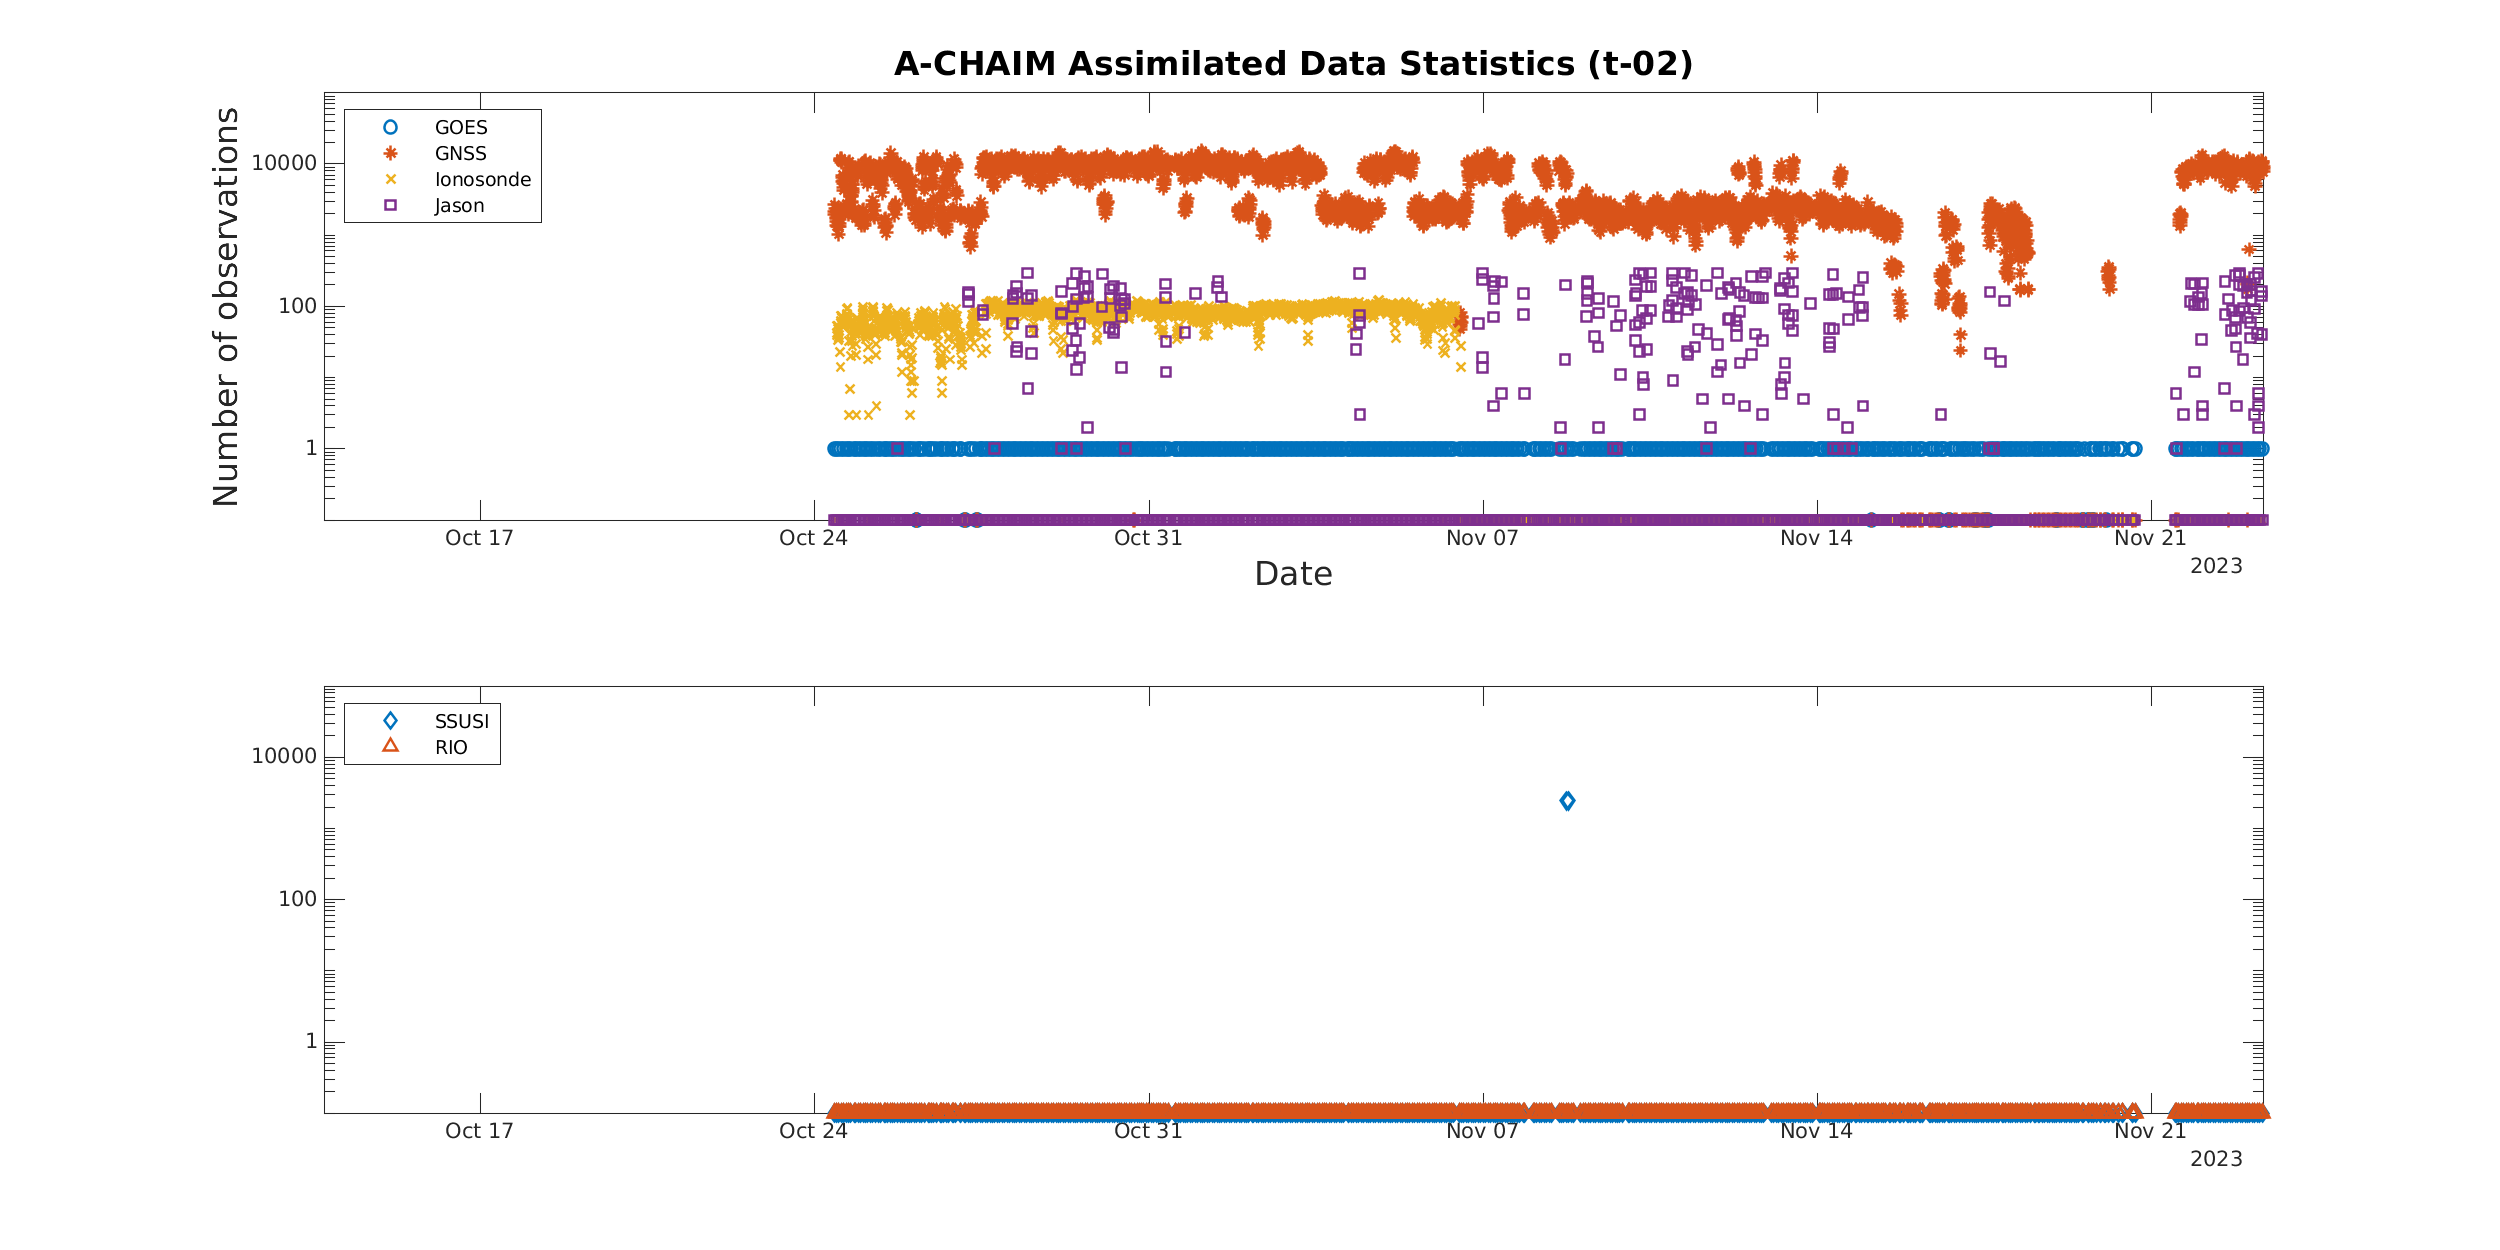 A-CHAIM Assimilated Data Statistics (t-02)
Number of observations
10000
100
1
GOES
GNSS
Ionosonde
Jason
Oct 17 Oct 24 Oct 31 Nov 07 Nov 14 Nov 21
2023
Date
10000
100
1
SSUSI
RIO
Oct 17 Oct 24 Oct 31 Nov 07 Nov 14 Nov 21
2023